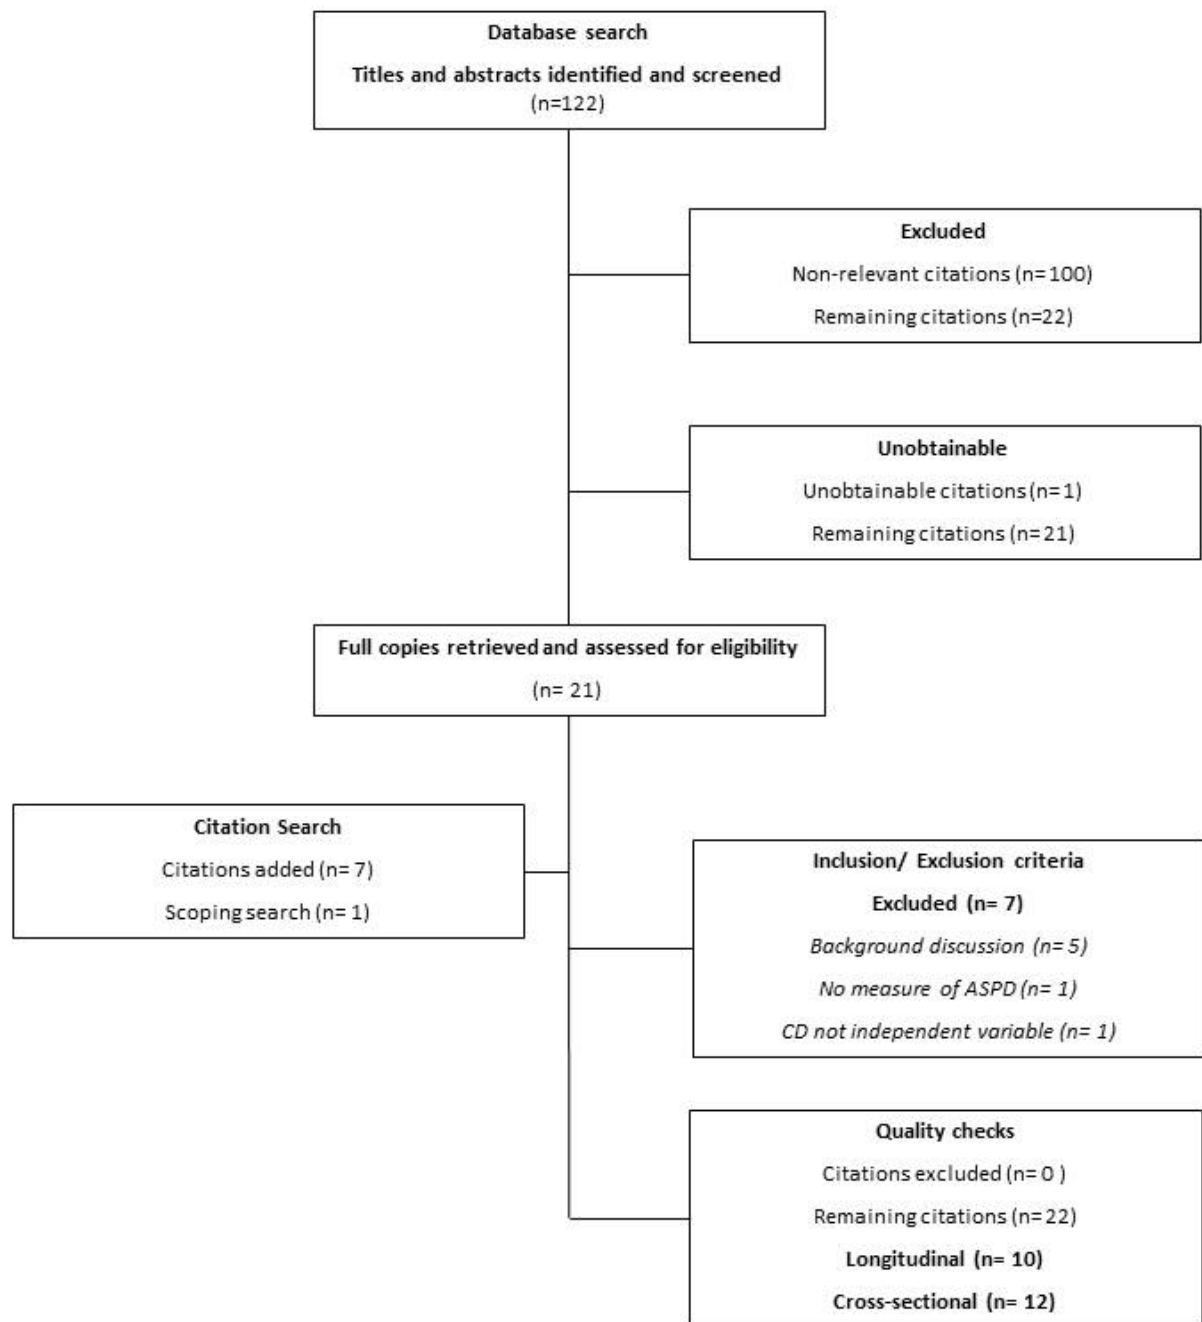 Database search
Titles and abstracts identified and screened
(n=122)
Excluded
Non-relevant citations (n= 100)
Remaining citations (n=22)
Unobtainable
Unobtainable citations (n= 1)
Remaining citations (n= 21)
Full copies retrieved and assessed for eligibility
(n= 21)
Citation Search
Citations added (n= 7)
Scoping search (n= 1)
Inclusion/ Exclusion criteria
Excluded (n= 7)
Background discussion (n= 5)
No measure of ASPD (n= 1)
CD not independent variable (n= 1)
Quality checks
Citations excluded (n= 0 )
Remaining citations (n= 22)
Longitudinal (n= 10)
Cross-sectional (n= 12)